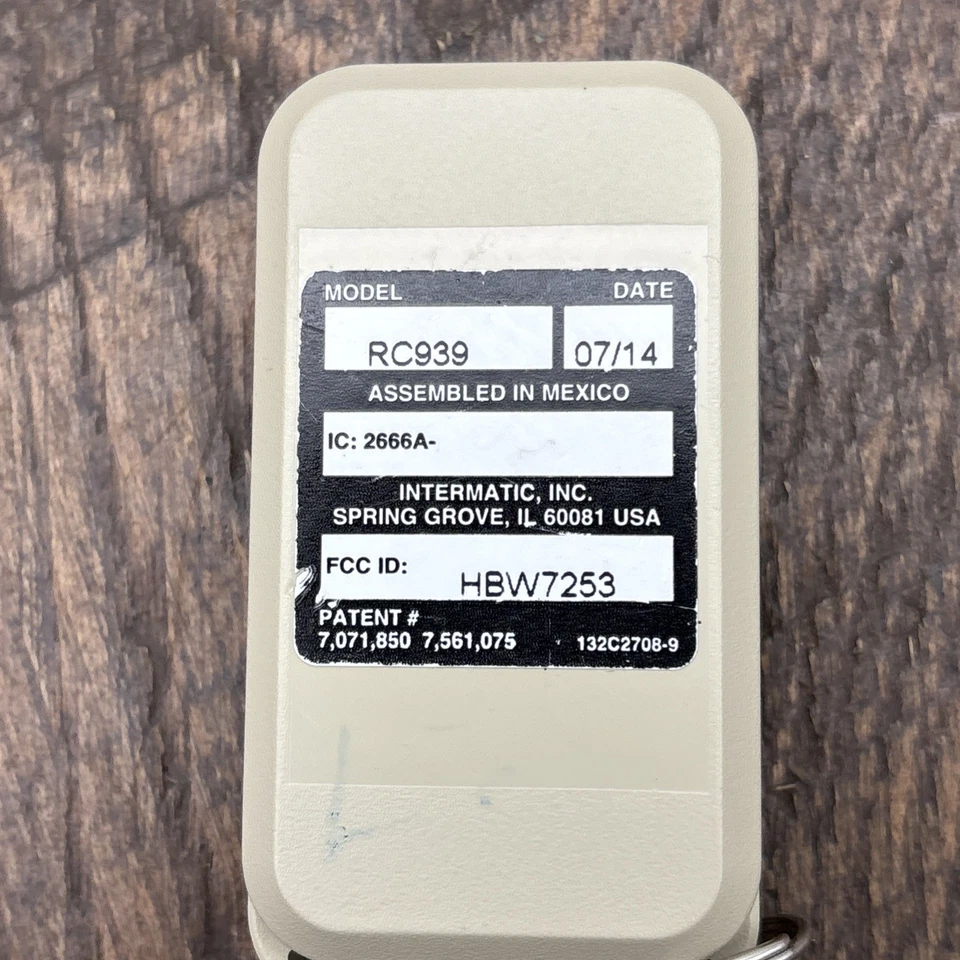 MODEL DATE
RC939 07/14
ASSEMBLED IN MEXICO
IC: 2666A-
INTERMATIC, INC.
SPRING GROVE, IL 60081 USA
FCC ID: HBW7253
PATENT #
7,071,850 7,561,075 132C2708-9